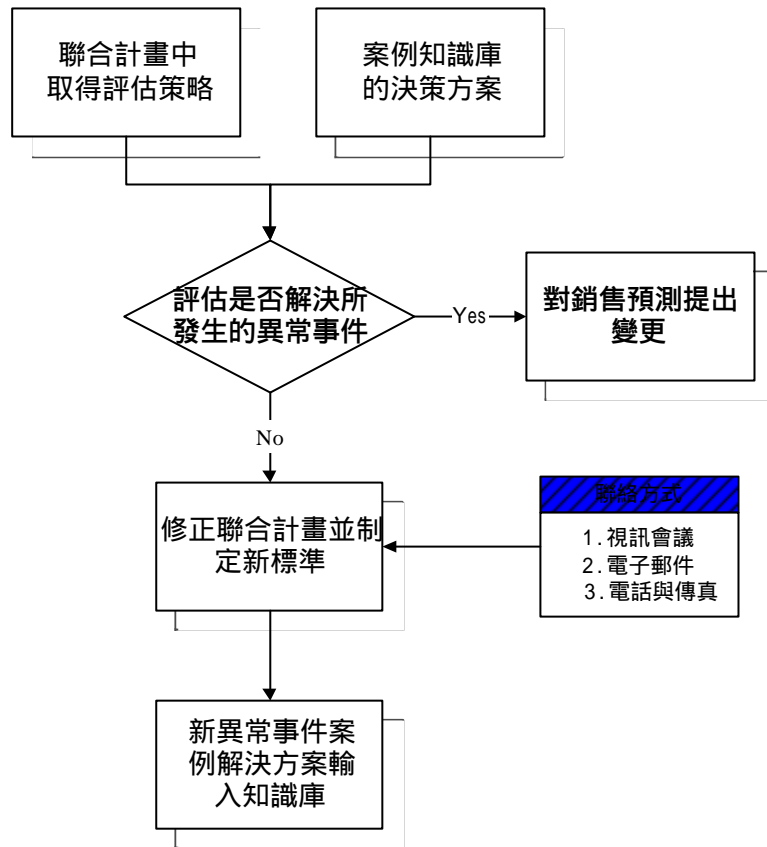 聯合計畫中
取得評估策略
案例知識庫
的決策方案
評估是否解決所
發生的異常事件
Yes
對銷售預測提出
變更
No
修正聯合計畫並制
定新標準
聯絡方式
1.視訊會議
2.電子郵件
3.電話與傳真
新異常事件案
例解決方案輸
入知識庫